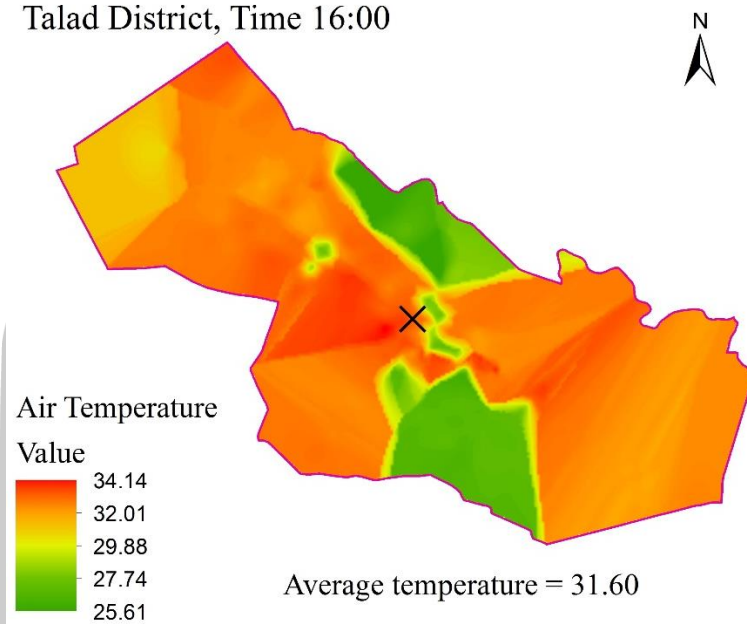 Talad District, Time 16:00
N
Air Temperature
Value
34.14
32.01
29.88
27.74
25.61
Average temperature = 31.60